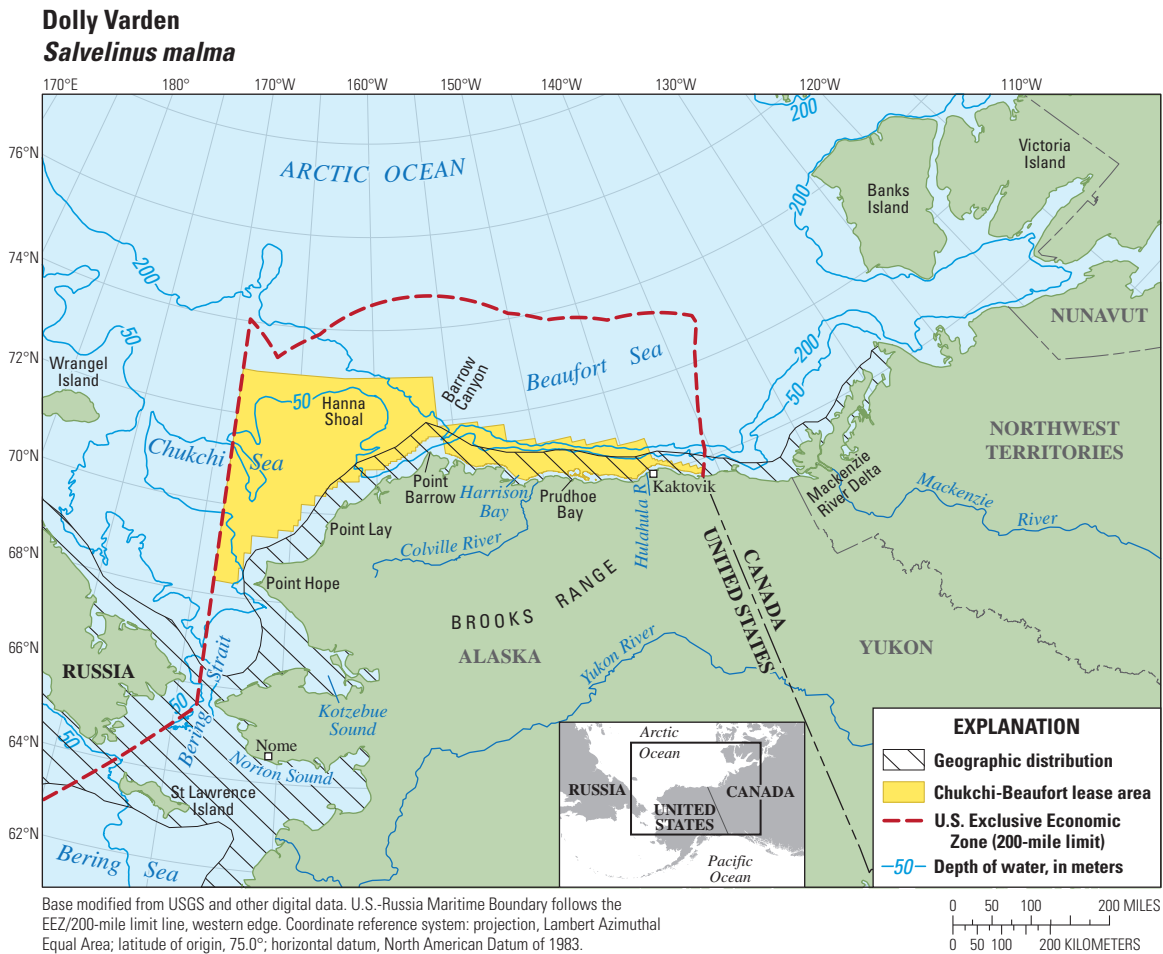 Dolly Varden
Salvelinus malma
170°E 180° 170°W 160°W 150°W 140°W 130°W 120°W 110°W
76°N
74°N
72°N
70°N
68°N
66°N
64°N
62°N
ARCTIC OCEAN
200
200
200
200
Victoria
Island
Banks
Island
NUNAVUT
50
Wrangel
Island
Beaufort Sea
Barrow
Canyon
50
50
Hanna
Shoal
Chukchi Sea
NORTHWEST
TERRITORIES
Point
Barrow
Harrison
Bay
Prudhoe
Bay
Hulahula R
Kaktovik
Mackenzie
River Delta
Mackenzie River
Point Lay
Colville River
Point Hope
BROOKS RANGE
CANADA
UNITED STATES
ALASKA
YUKON
Yukon River
RUSSIA
Bering Strait
50
50
Kotzebue
Sound
Nome
Norton Sound
St Lawrence
Island
Bering Sea
Arctic
Ocean
RUSSIA
UNITED
STATES
CANADA
Pacific
Ocean
EXPLANATION
Geographic distribution
Chukchi-Beaufort lease area
U.S. Exclusive Economic
Zone (200-mile limit)
50 Depth of water, in meters
Base modified from USGS and other digital data. U.S.-Russia Maritime Boundary follows the
EEZ/200-mile limit line, western edge. Coordinate reference system: projection, Lambert Azimuthal
Equal Area; latitude of origin, 75.0°; horizontal datum, North American Datum of 1983.
0 50 100 200 MILES
0 50 100 200 KILOMETERS